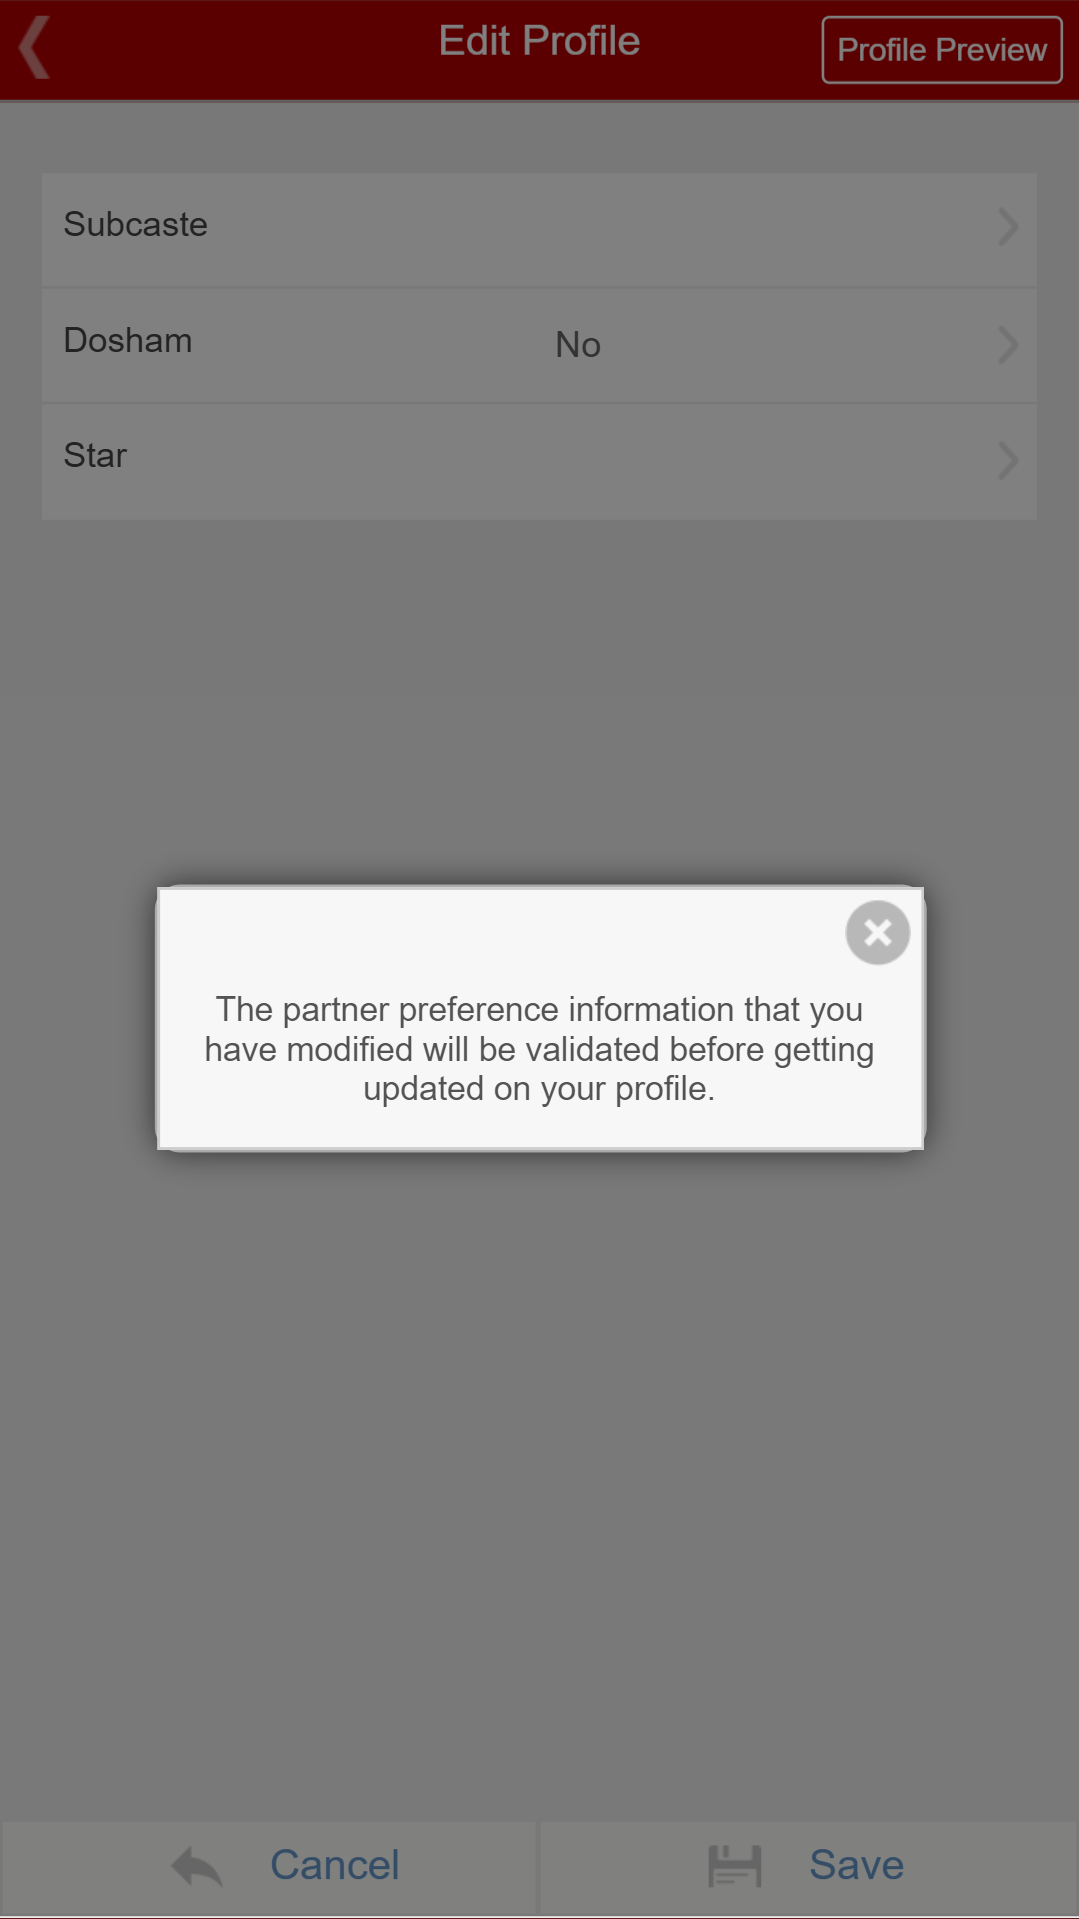 Edit Profile
Profile Preview
Subcaste
Dosham No
Star
The partner preference information that you
have modified will be validated before getting
updated on your profile.
Cancel
Save